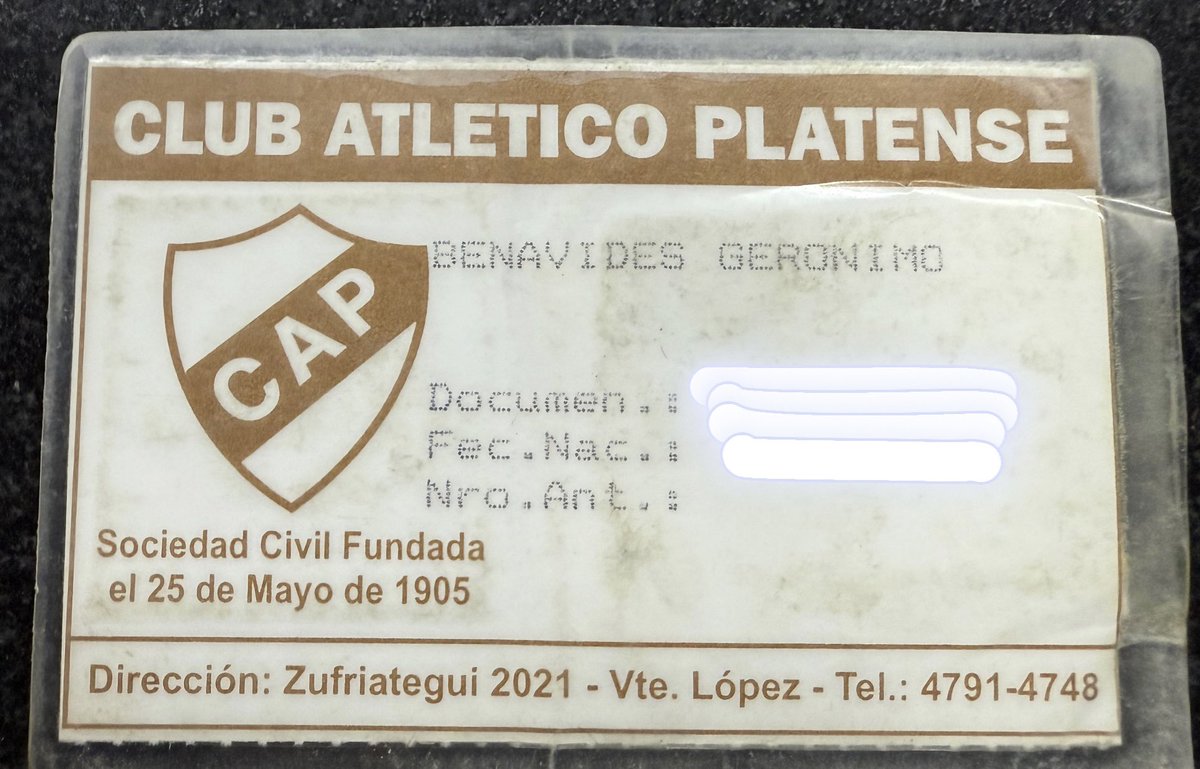 CLUB ATLETICO PLATENSE
CAP
BENAVIDES GERONIMO
Documen.:
Fec.Nac.:
Nro.Ant.:
Sociedad Civil Fundada
el 25 de Mayo de 1905
Dirección: Zufriategui 2021 - Vte. López - Tel.: 4791-4748